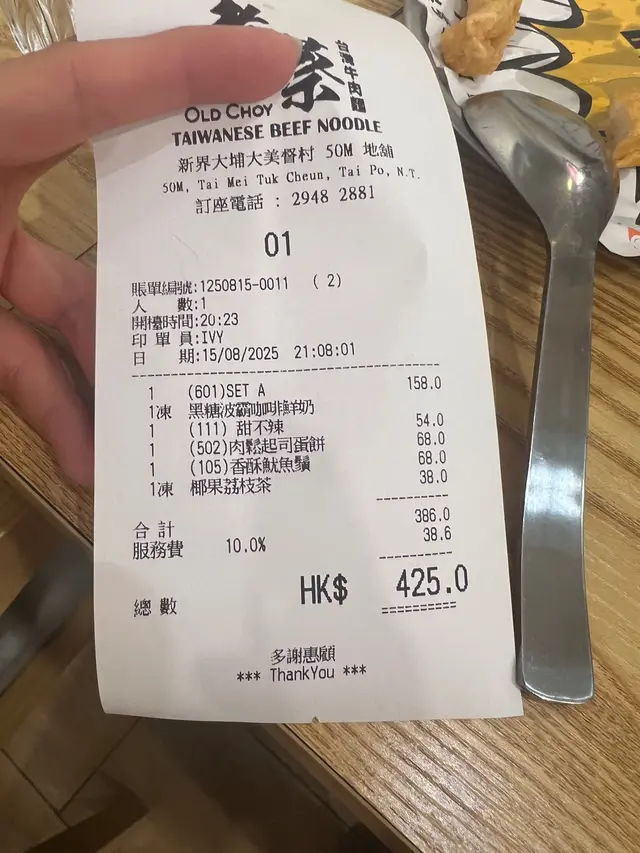 蔡
台灣牛肉麵
OLD CHOY
TAIWANESE BEEF NOODLE
新界大埔大美督村 50M 地舖
50M, Tai Mei Tuk Cheun, Tai Po, N.T.
訂座電話 : 2948 2881
01
賬單編號:1250815-0011 ( 2)
人 數:1
開檯時間:20:23
印 單 員:IVY
日 期:15/08/2025 21:08:01
1 (601)SET A 158.0
1凍 黑糖波霸咖啡鮮奶
1 (111) 甜不辣 54.0
1 (502)肉鬆起司蛋餅 68.0
1 (105)香酥魷魚鬚 68.0
1凍 椰果荔枝茶 38.0
合計 386.0
服務費 10.0% 38.6
總數 HK$ 425.0
多謝惠顧
*** ThankYou ***